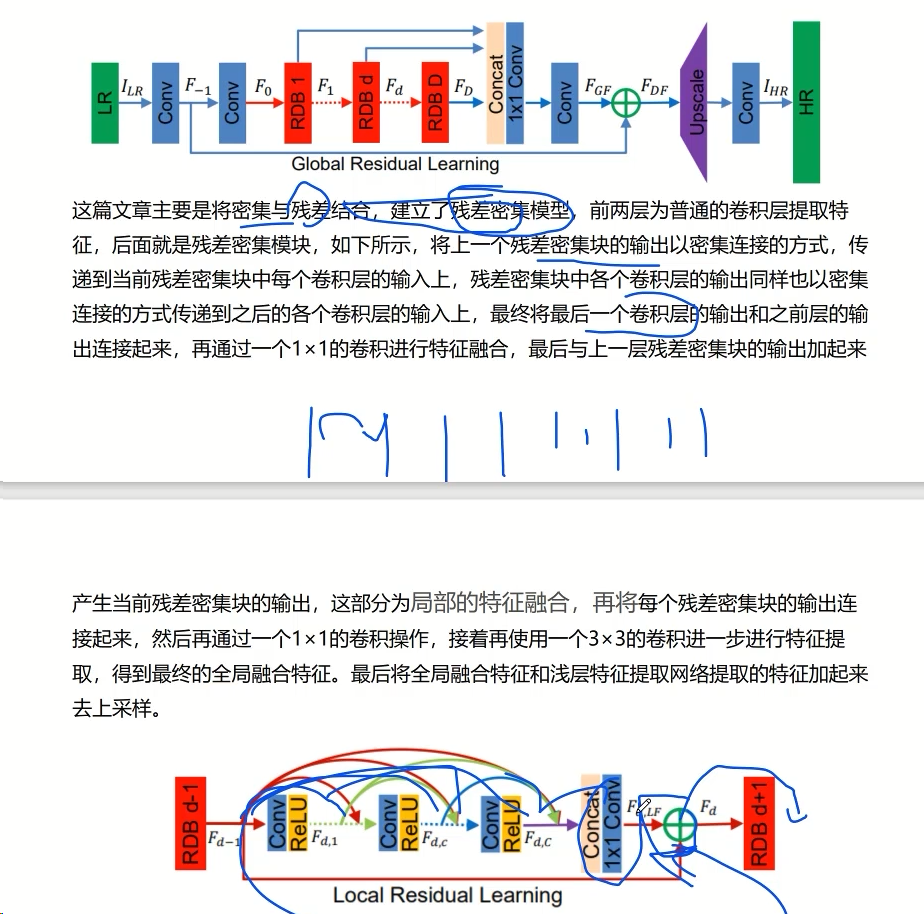 LR I_LR Conv F_-1 Conv F_0 RDB 1 F_1 RDB d F_d RDB D F_D Concat 1x1 Conv Conv F_GF F_DF Upscale Conv I_HR HR
Global Residual Learning
这篇文章主要是将密集与残差结合，建立了残差密集模型，前两层为普通的卷积层提取特
征，后面就是残差密集模块，如下所示，将上一个残差密集块的输出以密集连接的方式，传
递到当前残差密集块中每个卷积层的输入上，残差密集块中各个卷积层的输出同样也以密集
连接的方式传递到之后的各个卷积层的输入上，最终将最后一个卷积层的输出和之前层的输
出连接起来，再通过一个1×1的卷积进行特征融合，最后与上一层残差密集块的输出加起来
产生当前残差密集块的输出，这部分为局部的特征融合，再将每个残差密集块的输出连
接起来，然后再通过一个1×1的卷积操作，接着再使用一个3×3的卷积进一步进行特征提
取，得到最终的全局融合特征。最后将全局融合特征和浅层特征提取网络提取的特征加起来
去上采样。
RDB d-1 F_d-1 Conv ReLU F_d,1 Conv ReLU F_d,c Conv ReLU F_d,C Concat 1x1 Conv F_d,LF F_d RDB d+1
Local Residual Learning